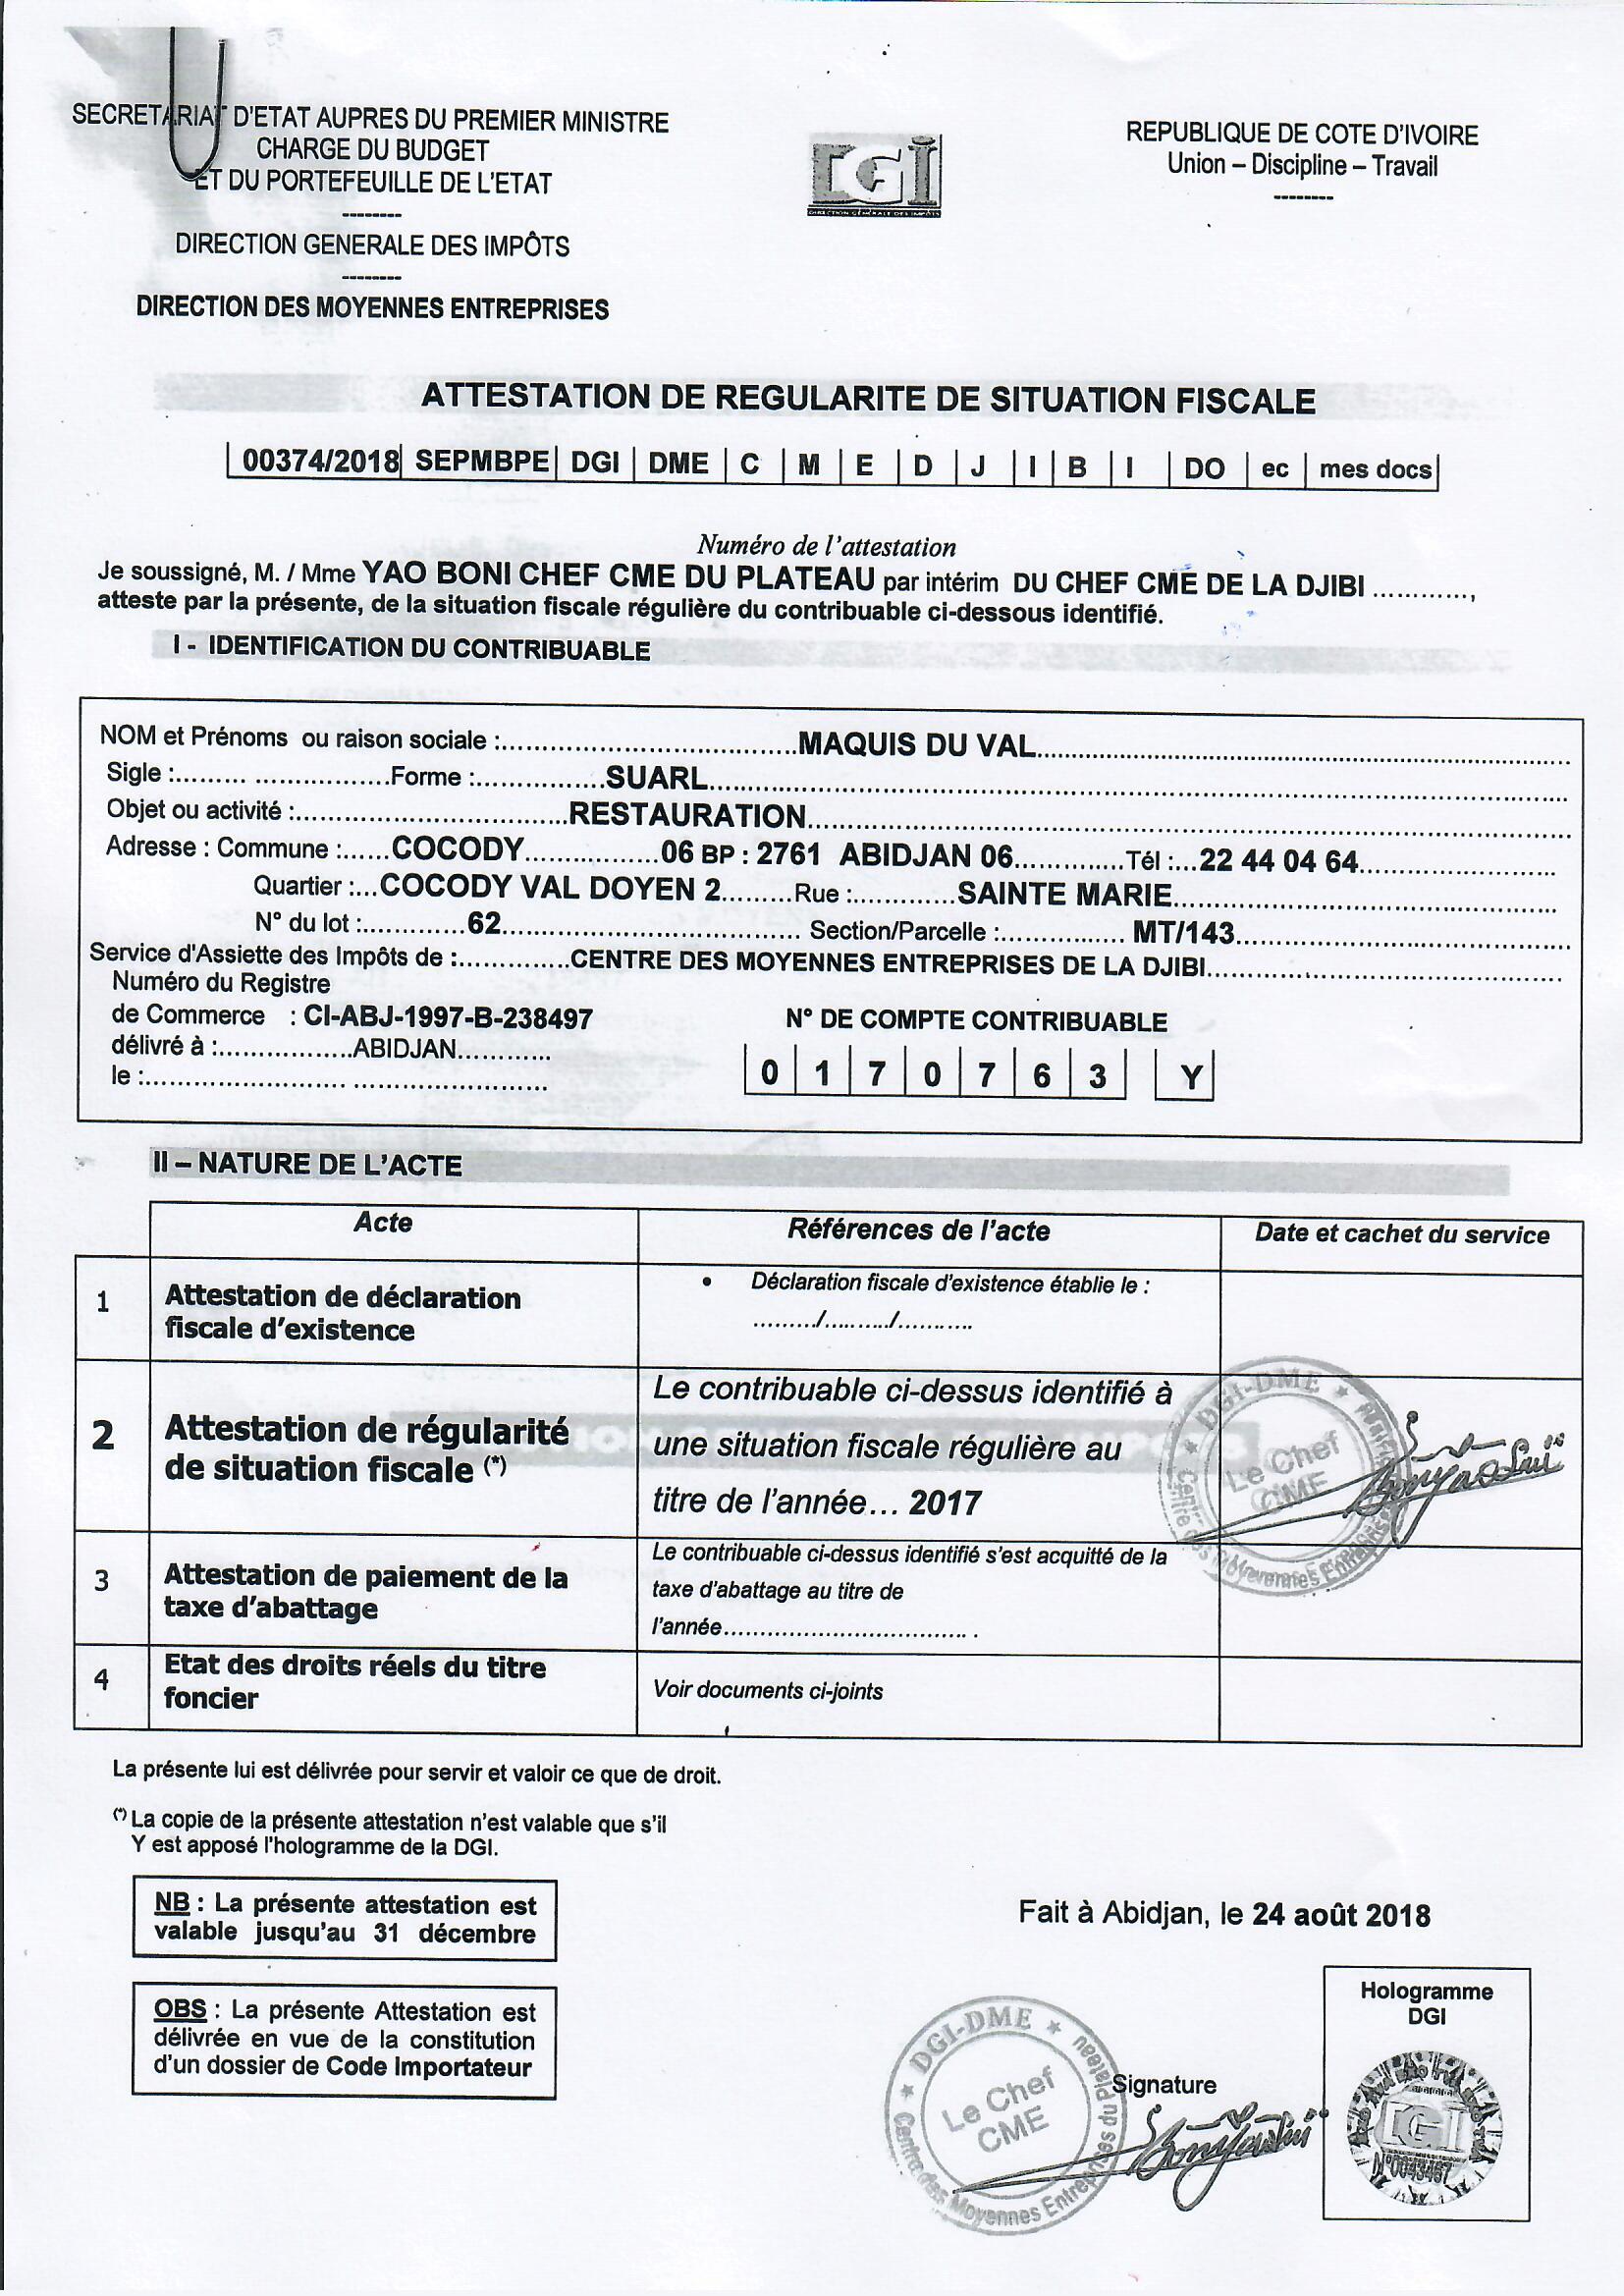 SECRETARIAT D'ETAT AUPRES DU PREMIER MINISTRE
CHARGE DU BUDGET
ET DU PORTEFEUILLE DE L'ETAT
--------
DIRECTION GENERALE DES IMPÔTS
--------
DIRECTION DES MOYENNES ENTREPRISES
DGI
DIRECTION GENERALE DES IMPÔTS
REPUBLIQUE DE COTE D'IVOIRE
Union – Discipline – Travail
--------
ATTESTATION DE REGULARITE DE SITUATION FISCALE
00374/2018 SEPMBPE DGI DME C M E D J I B I DO ec mes docs
Numéro de l'attestation
Je soussigné, M. / Mme YAO BONI CHEF CME DU PLATEAU par intérim DU CHEF CME DE LA DJIBI ............,
atteste par la présente, de la situation fiscale régulière du contribuable ci-dessous identifié.
I - IDENTIFICATION DU CONTRIBUABLE
NOM et Prénoms ou raison sociale :..........MAQUIS DU VAL..........
Sigle :......... ..........Forme :..........SUARL..........
Objet ou activité :..........RESTAURATION..........
Adresse : Commune :......COCODY..........06 BP : 2761 ABIDJAN 06..........Tél :...22 44 04 64..........
Quartier :...COCODY VAL DOYEN 2.........Rue :..........SAINTE MARIE..........
N° du lot :..........62.......... Section/Parcelle :.......... MT/143..........
Service d'Assiette des Impôts de :..........CENTRE DES MOYENNES ENTREPRISES DE LA DJIBI..........
Numéro du Registre
de Commerce : CI-ABJ-1997-B-238497
délivré à :..........ABIDJAN..........
le :.......... ..........
N° DE COMPTE CONTRIBUABLE
0 1 7 0 7 6 3 Y
II – NATURE DE L'ACTE
Acte Références de l'acte Date et cachet du service
1 Attestation de déclaration
fiscale d'existence
• Déclaration fiscale d'existence établie le :
........./........../...........
2 Attestation de régularité
de situation fiscale (*)
Le contribuable ci-dessus identifié à
une situation fiscale régulière au
titre de l'année... 2017
DGI-DME
Le Chef
CME
3 Attestation de paiement de la
taxe d'abattage
Le contribuable ci-dessus identifié s'est acquitté de la
taxe d'abattage au titre de
l'année.................................... .
4 Etat des droits réels du titre
foncier
Voir documents ci-joints
La présente lui est délivrée pour servir et valoir ce que de droit.
(*) La copie de la présente attestation n'est valable que s'il
Y est apposé l'hologramme de la DGI.
NB : La présente attestation est
valable jusqu'au 31 décembre
OBS : La présente Attestation est
délivrée en vue de la constitution
d'un dossier de Code Importateur
Fait à Abidjan, le 24 août 2018
DGI-DME
Le Chef
CME
Centre des Moyennes Entreprises du Plateau
Signature
Hologramme
DGI
DGI